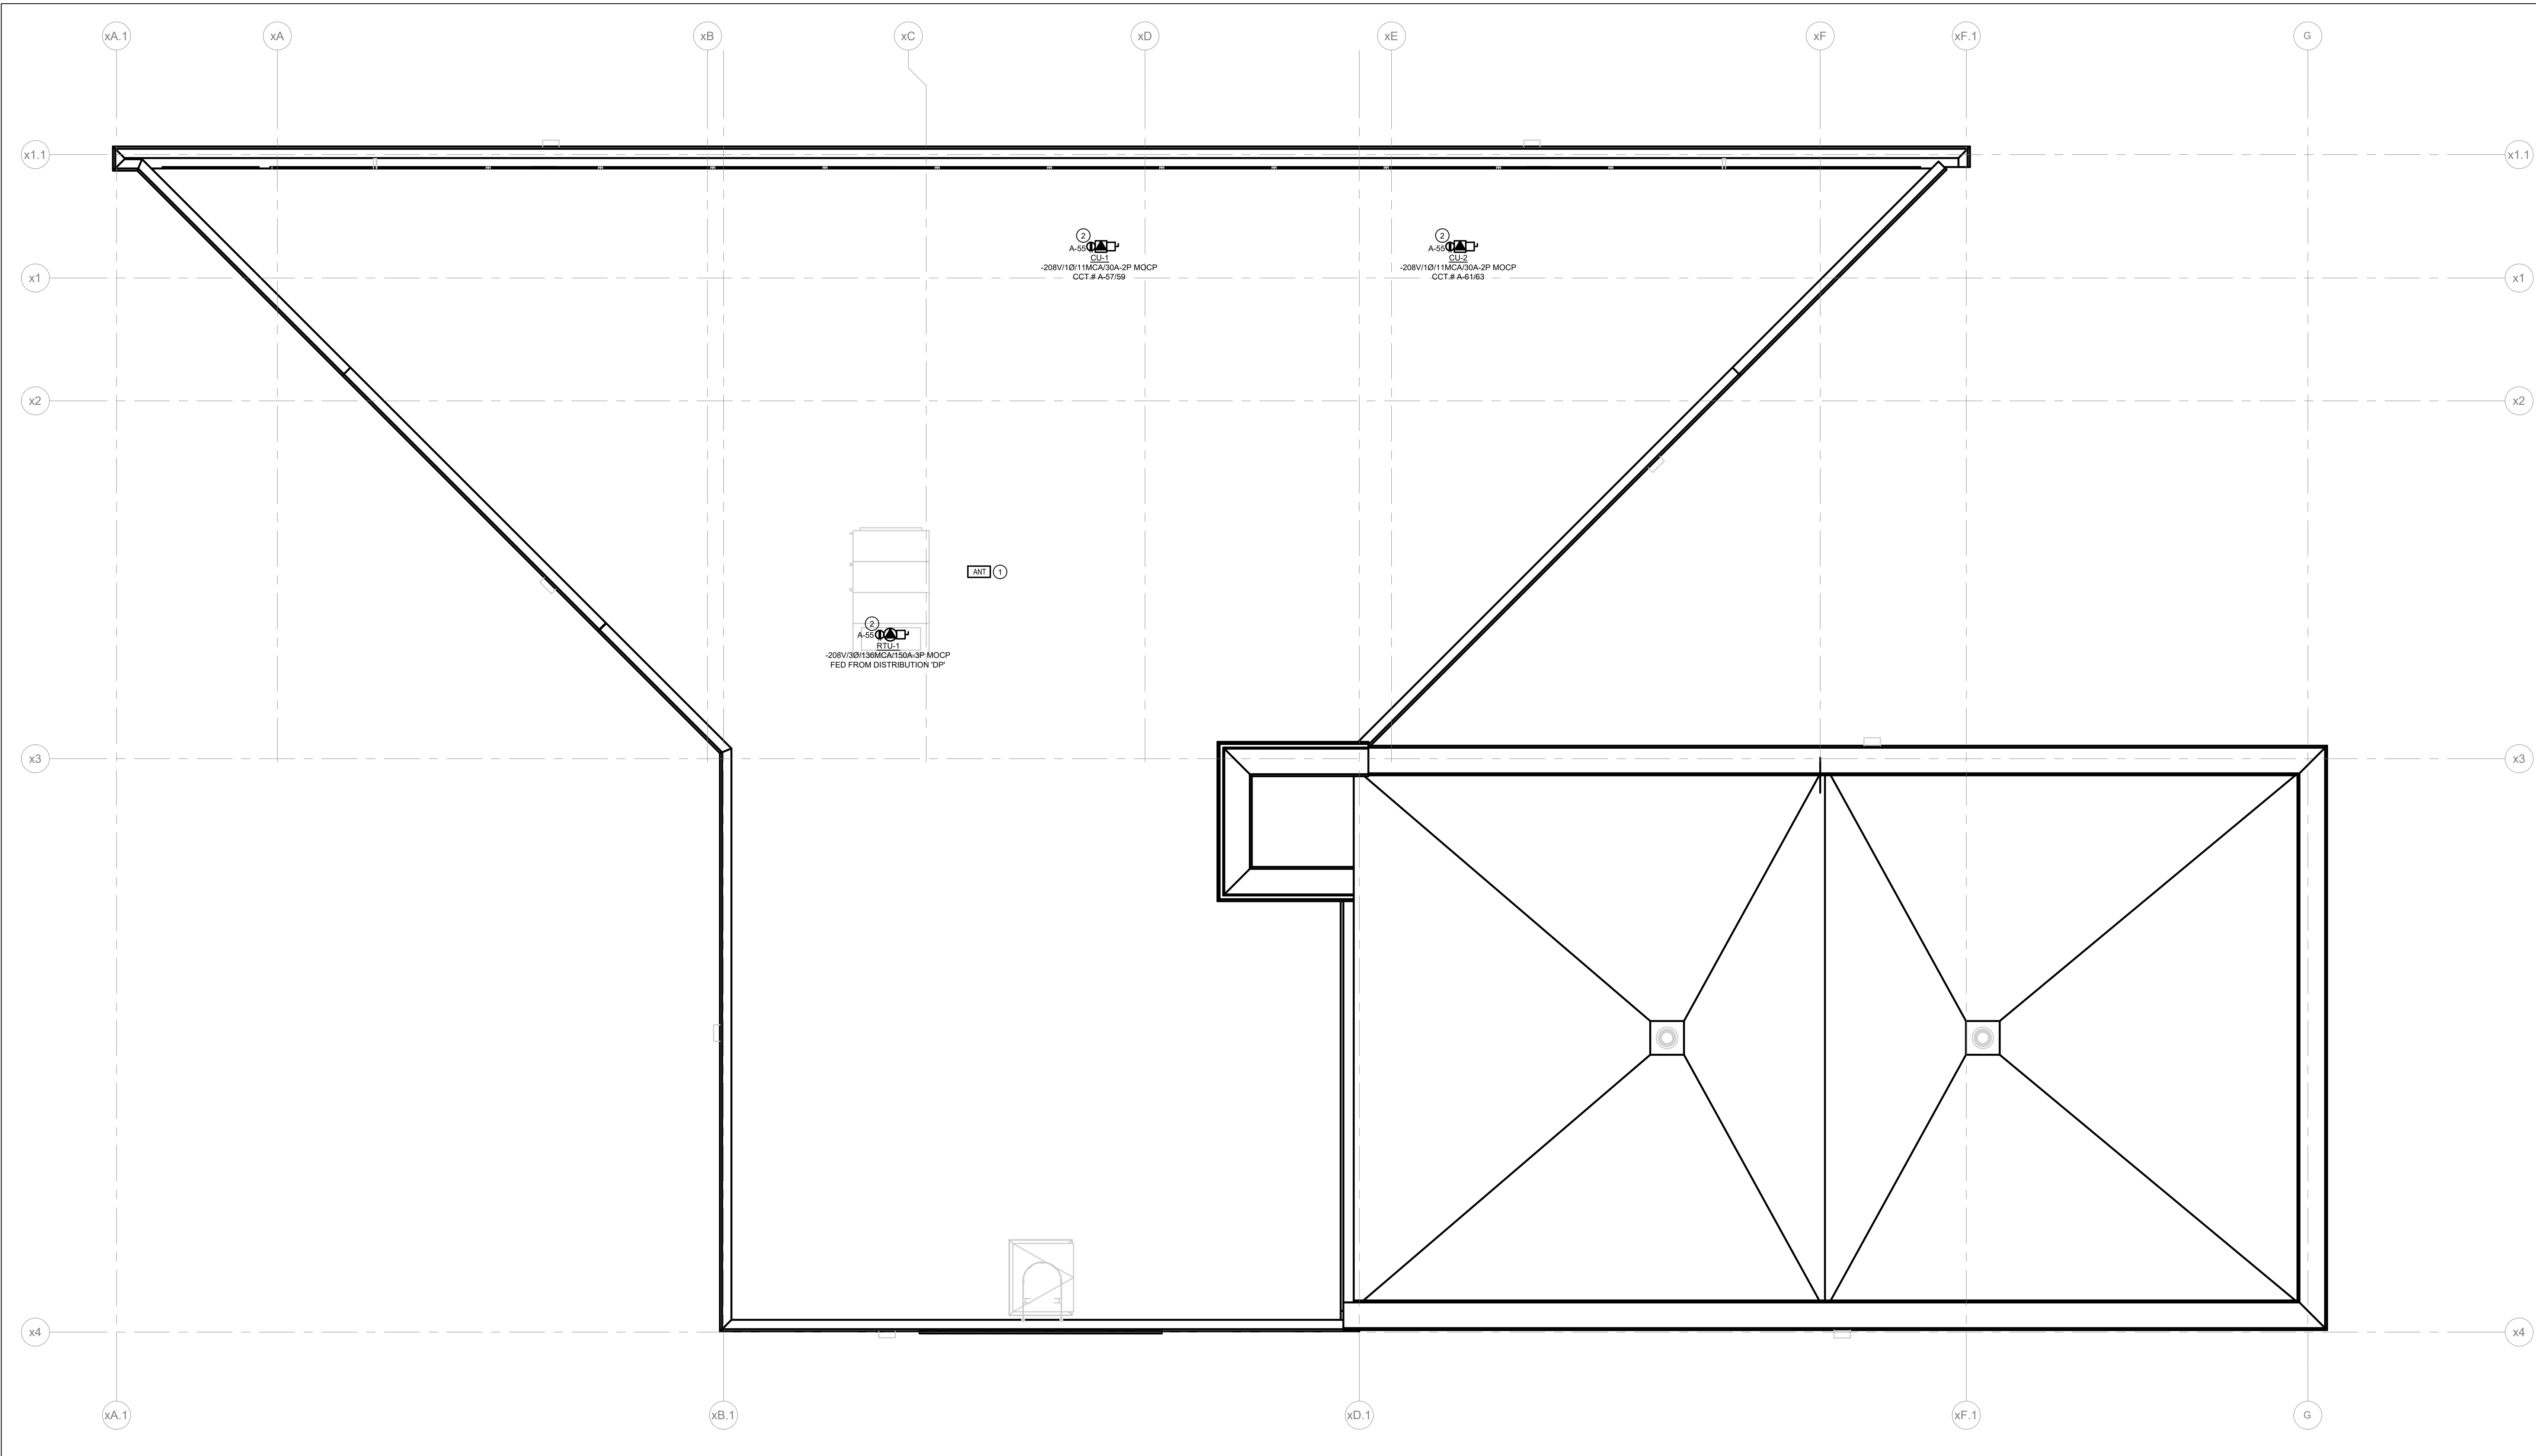 xA.1
xA
xB
xC
xD
xE
xF
xF.1
G
x1.1
x1.1
2
A-55
CU-1
-208V/1Ø/11MCA/30A-2P MOCP
CCT.# A-57/59
2
A-55
CU-2
-208V/1Ø/11MCA/30A-2P MOCP
CCT.# A-61/63
x1
x1
x2
x2
ANT
1
2
A-55
RTU-1
-208V/3Ø/136MCA/150A-3P MOCP
FED FROM DISTRIBUTION 'DP'
x3
x3
x4
x4
xA.1
xB.1
xD.1
xF.1
G